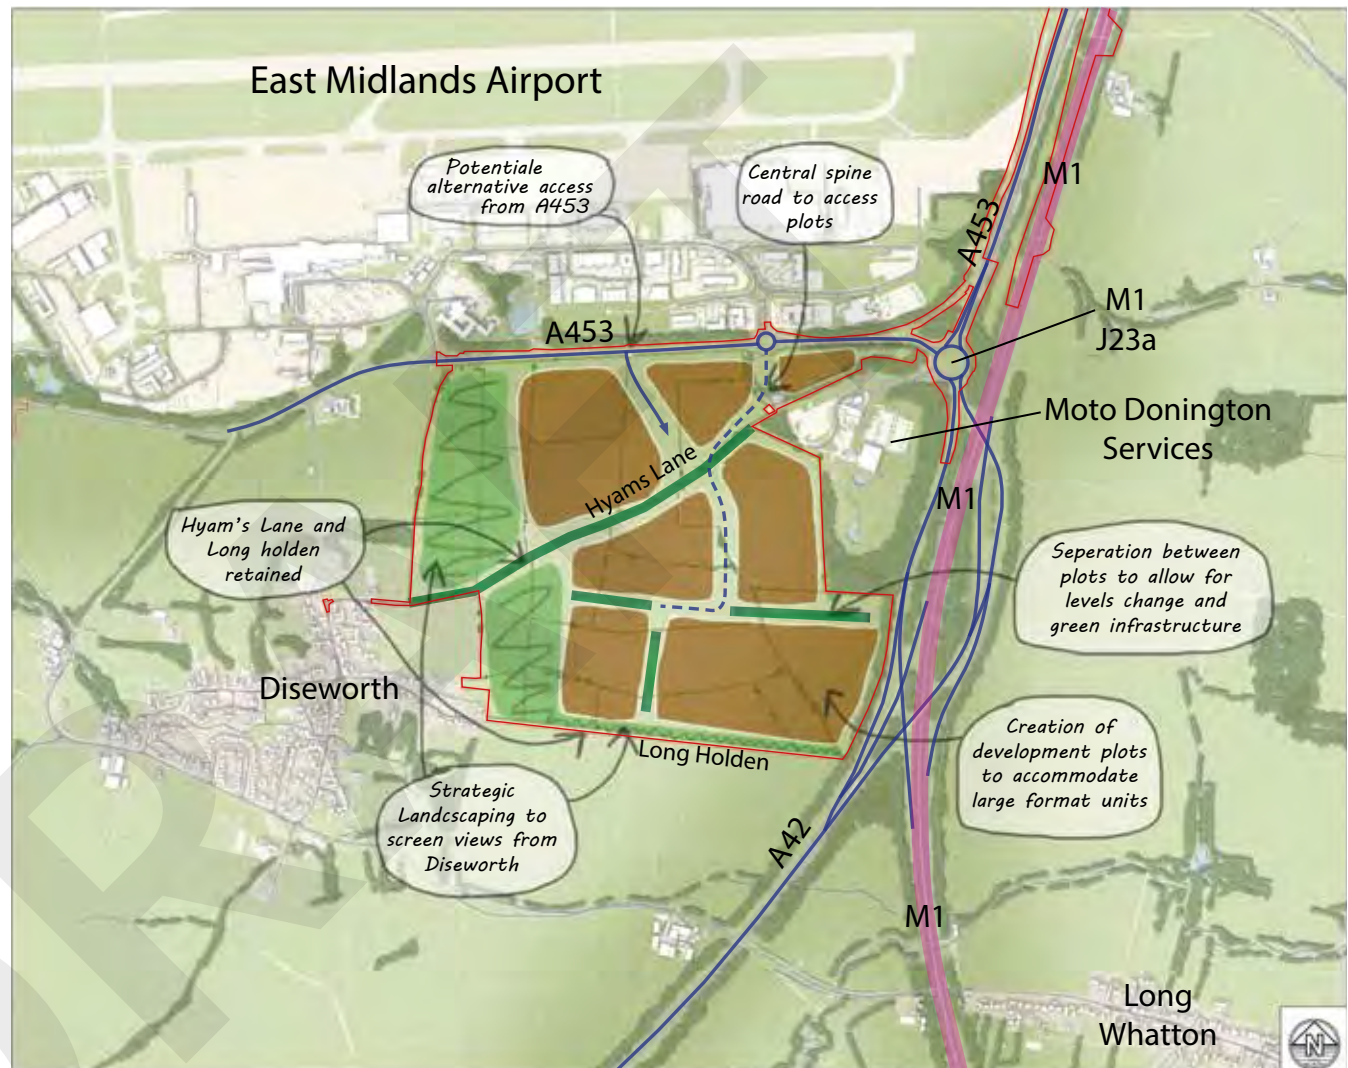 East Midlands Airport
Potentiale
alternative access
from A453
Central spine
road to access
plots
M1
A453
M1
J23a
A453
Moto Donington
Services
Hyams Lane
M1
Hyam's Lane and
Long holden
retained
Seperation between
plots to allow for
levels change and
green infrastructure
Diseworth
Long Holden
Creation of
development plots
to accommodate
large format units
Strategic
Landcscaping to
screen views from
Diseworth
A42
M1
Long
Whatton
N
DRAFT